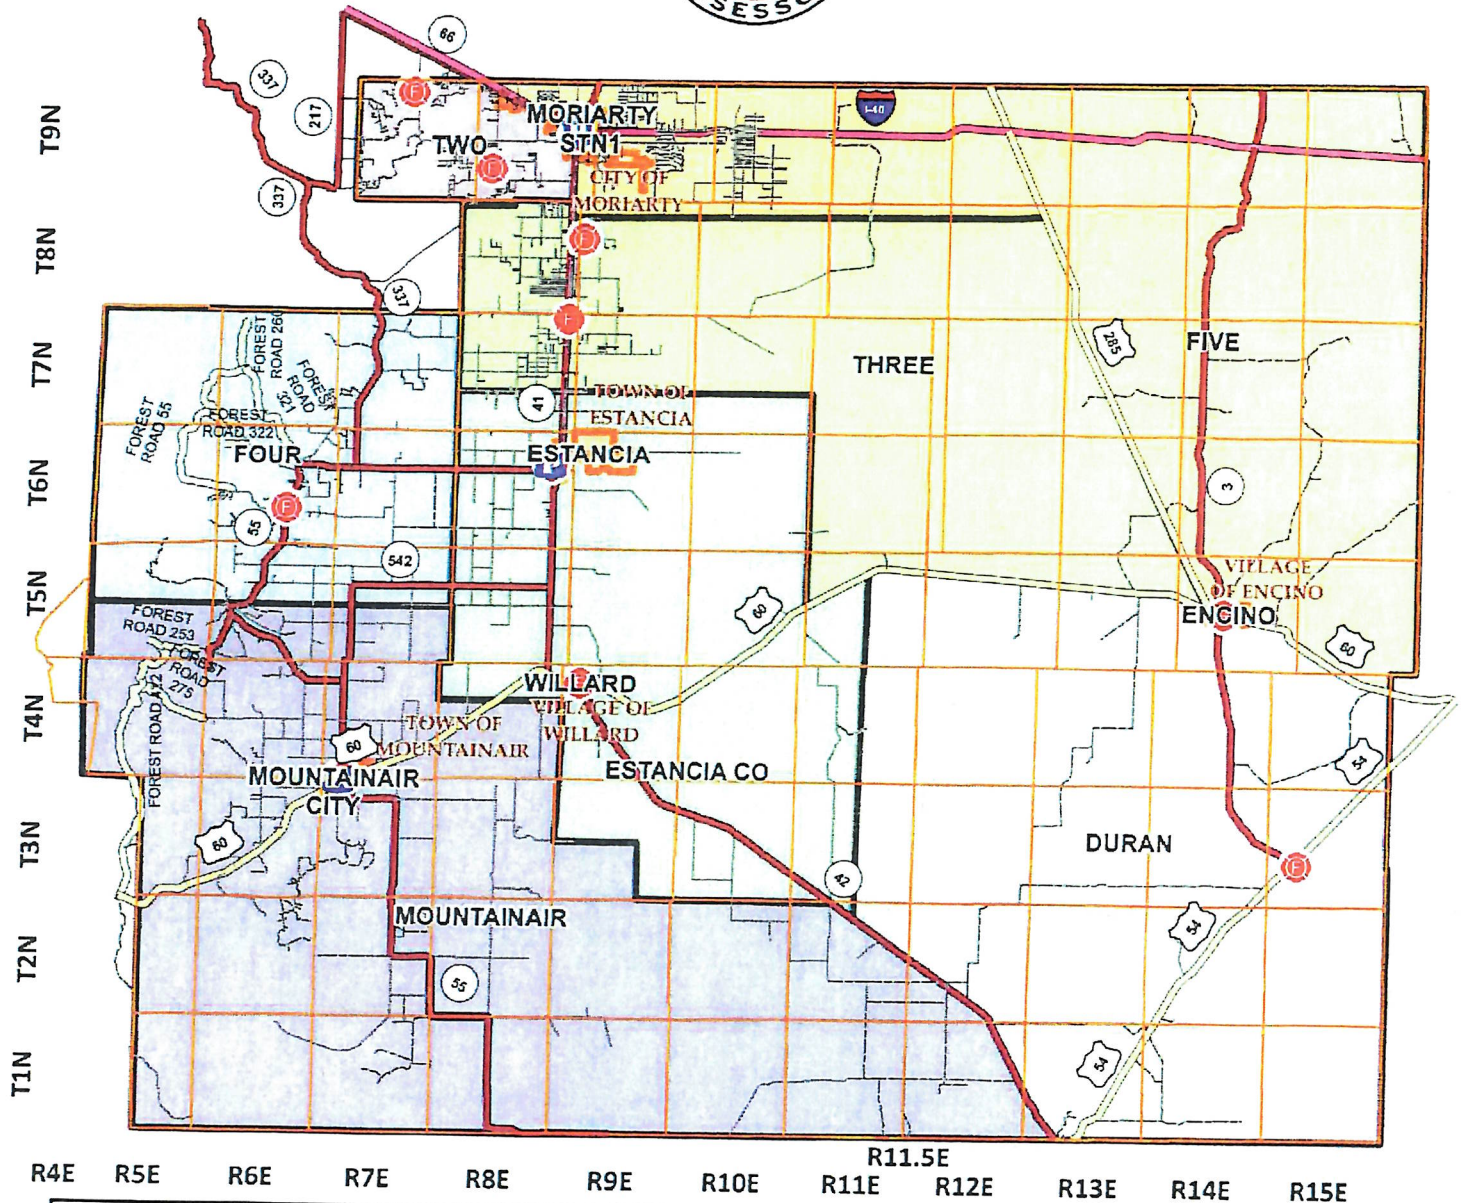 SESSO
66
337
217
I-40
T9N
MORIARTY
TWO
STN1
CITY OF
MORIARTY
337
T8N
337
FOREST
ROAD 260
T7N
FOREST
ROAD
321
285
FIVE
THREE
41
TOWN OF
ESTANCIA
FOREST
ROAD 55
FOREST
ROAD 322
FOUR
ESTANCIA
T6N
3
55
542
T5N
VILLAGE
OF ENCINO
60
ENCINO
FOREST
ROAD 253
60
FOREST
ROAD
275
WILLARD
VILLAGE OF
WILLARD
T4N
TOWN OF
MOUNTAINAIR
60
54
FOREST ROAD 422
MOUNTAINAIR
CITY
ESTANCIA CO
60
T3N
DURAN
42
MOUNTAINAIR
54
T2N
55
54
T1N
R11.5E
R4E R5E R6E R7E R8E R9E R10E R11E R12E R13E R14E R15E